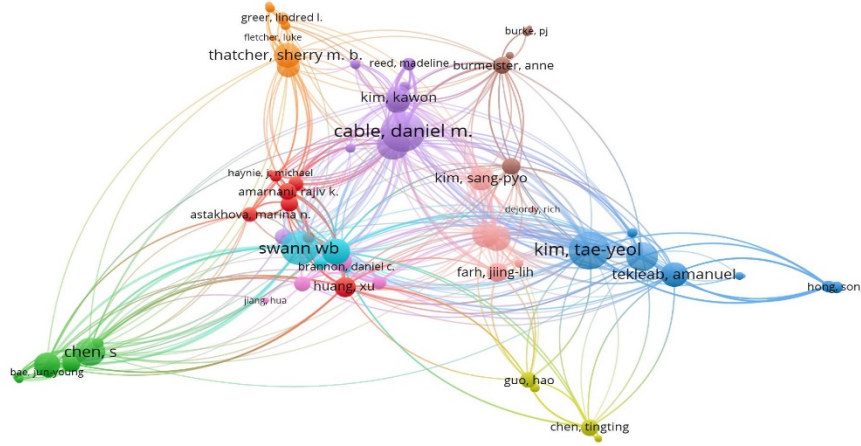 greer, lindred l.
burke, pj
fletcher, luke
thatcher, sherry m. b.
reed, madeline
burmeister, anne
kim, kawon
cable, daniel m.
haynie, j. michael
kim, sang-pyo
amarnani, rajiv k.
astakhova, marina n.
dejordy, rich
swann wb
kim, tae-yeol
brannon, daniel c.
farh, jiing-lih
tekleab, amanuel
huang, xu
hong, son
jiang, hua
chen, s
bae, jun-young
guo, hao
chen, tingting